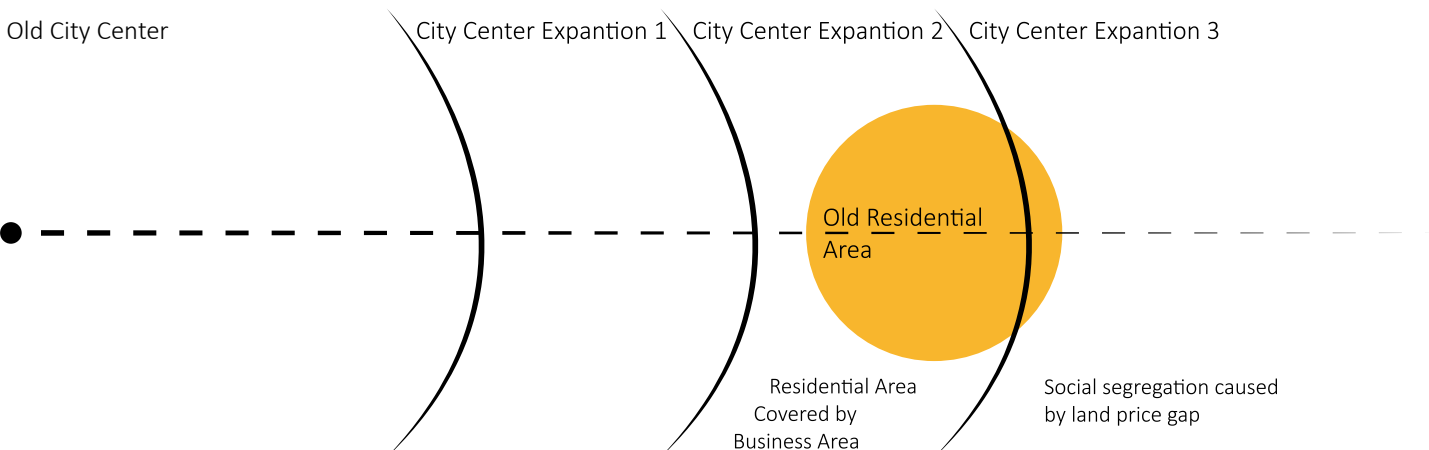 Old City Center
City Center Expantion 1
City Center Expantion 2
City Center Expantion 3
Old Residential
Area
Residential Area
Covered by
Business Area
Social segregation caused
by land price gap